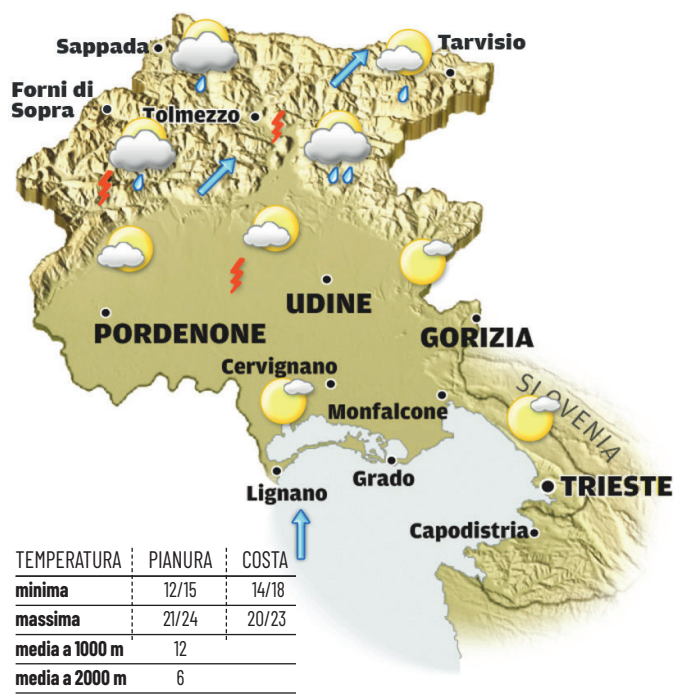 Sappada
Tarvisio
Forni di
Sopra
Tolmezzo
UDINE
PORDENONE
GORIZIA
Cervignano
SLOVENIA
Monfalcone
Grado
TRIESTE
Lignano
Capodistria
TEMPERATURA PIANURA COSTA
minima 12/15 14/18
massima 21/24 20/23
media a 1000 m 12
media a 2000 m 6